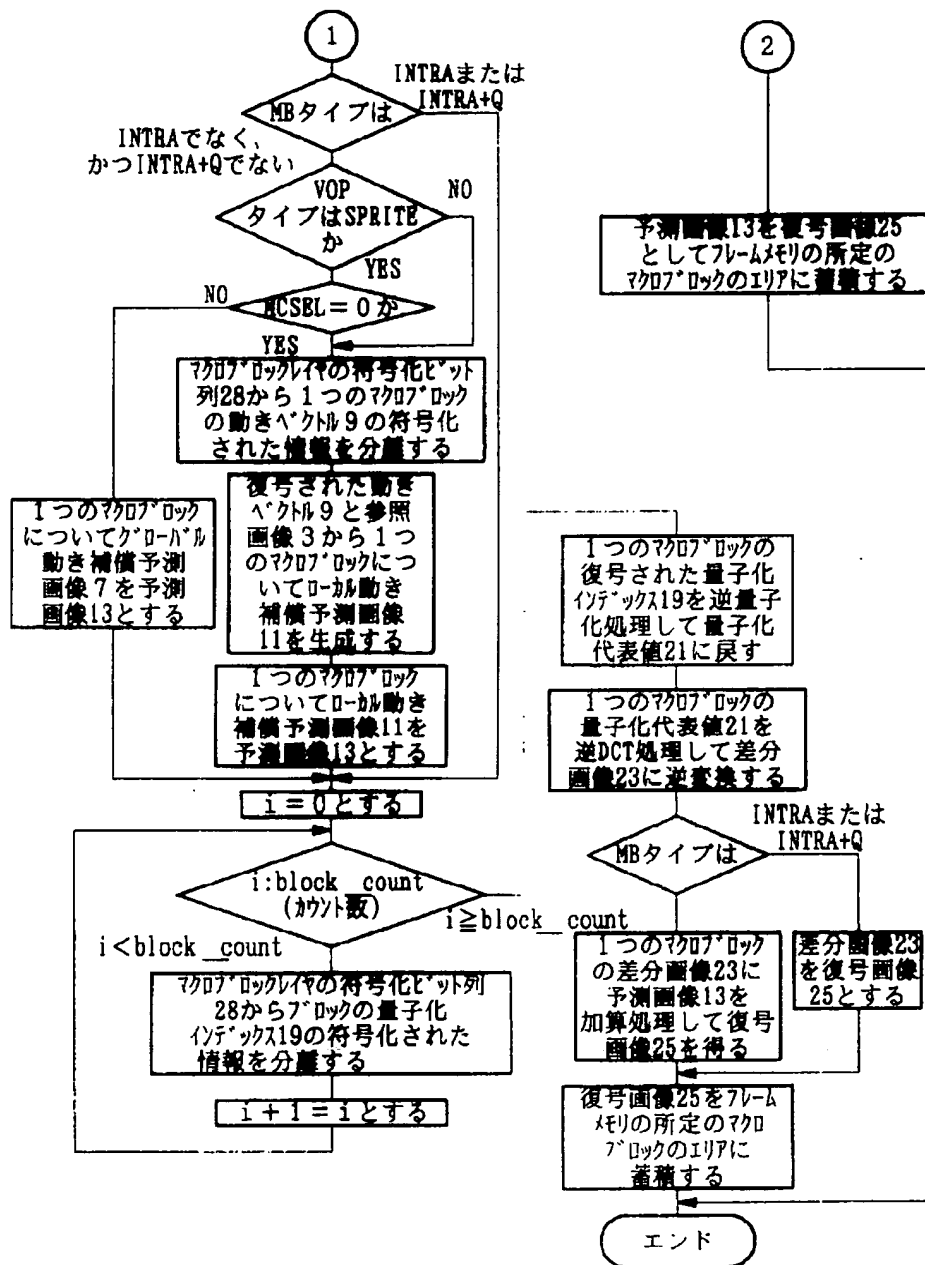 1
MBタイプは
INTRAまたは
INTRA+Q
INTRAでなく、
かつINTRA+Qでない
VOP
タイプはSPRITE
か
NO
YES
MCSEL=0か
NO
YES
マクロブロックレイヤの符号化ビット
列28から1つのマクロブロック
の動きベクトル9の符号化
された情報を分離する
1つのマクロブロック
についてグローバル
動き補償予測
画像7を予測
画像13とする
復号された動き
ベクトル9と参照
画像3から1つ
のマクロブロックにつ
いてローカル動き
補償予測画像
11を生成する
1つのマクロブロック
についてローカル動き
補償予測画像11を
予測画像13とする
i=0とする
i:block_count
(カウント数)
i≧block_count
i<block_count
マクロブロックレイヤの符号化ビット列
28からブロックの量子化
インデックス19の符号化された
情報を分離する
i+1=iとする
2
予測画像13を復号画像25
としてフレームメモリの所定の
マクロブロックのエリアに蓄積する
1つのマクロブロックの
復号された量子化
インデックス19を逆量子
化処理して量子化
代表値21に戻す
1つのマクロブロックの
量子化代表値21を
逆DCT処理して差分
画像23に逆変換する
MBタイプは
INTRAまたは
INTRA+Q
1つのマクロブロック
の差分画像23に
予測画像13を
加算処理して復号
画像25を得る
差分画像23
を復号画像
25とする
復号画像25をフレーム
メモリの所定のマクロ
ブロックのエリアに
蓄積する
エンド